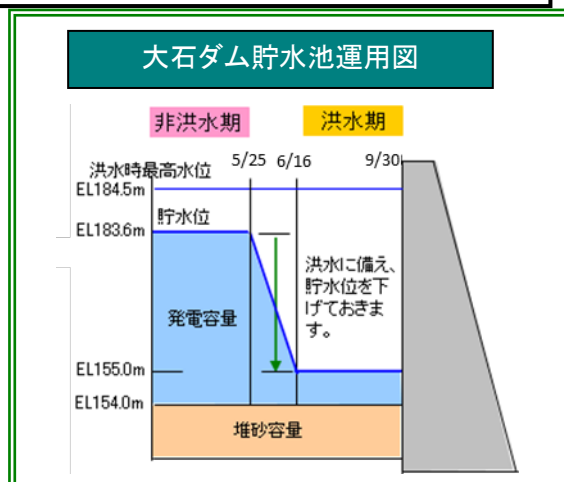 大石ダム貯水池運用図
非洪水期
洪水期
5/25 6/16 9/30
洪水時最高水位
EL184.5m
貯水位
EL183.6m
洪水に備え、
貯水位を下
げておきま
す。
発電容量
EL155.0m
EL154.0m
堆砂容量